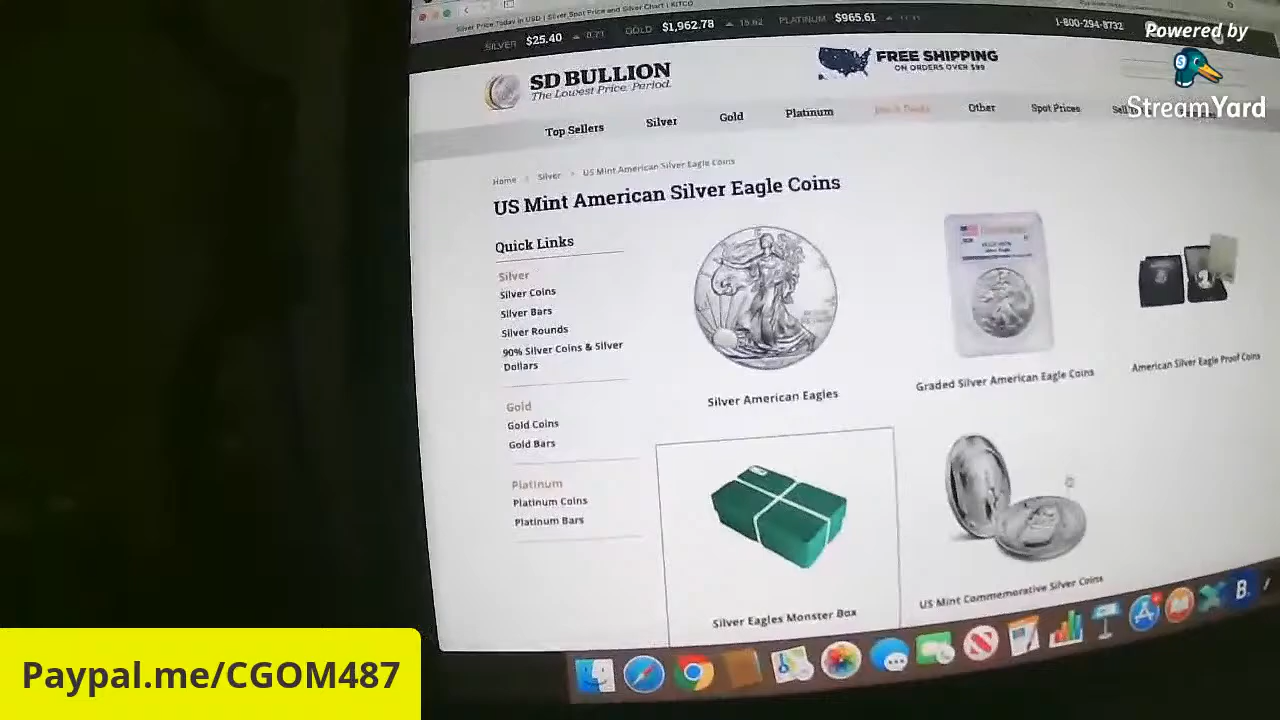 Silver Price Today in USD | Silver Spot Price and Silver Chart | KITCO
SILVER $25.40 ▲ 0.71 GOLD $1,962.78 ▲ 15.62 PLATINUM $965.61
1-800-294-8732
Powered by
StreamYard
SD BULLION
The Lowest Price. Period.
FREE SHIPPING
ON ORDERS OVER $99
Top Sellers Silver Gold Platinum Other Spot Prices
Home Silver US Mint American Silver Eagle Coins
US Mint American Silver Eagle Coins
Quick Links
Silver
Silver Coins
Silver Bars
Silver Rounds
90% Silver Coins & Silver
Dollars
Gold
Gold Coins
Gold Bars
Platinum
Platinum Coins
Platinum Bars
Silver American Eagles
Graded Silver American Eagle Coins
American Silver Eagle Proof Coins
Silver Eagles Monster Box
US Mint Commemorative Silver Coins
Paypal.me/CGOM487